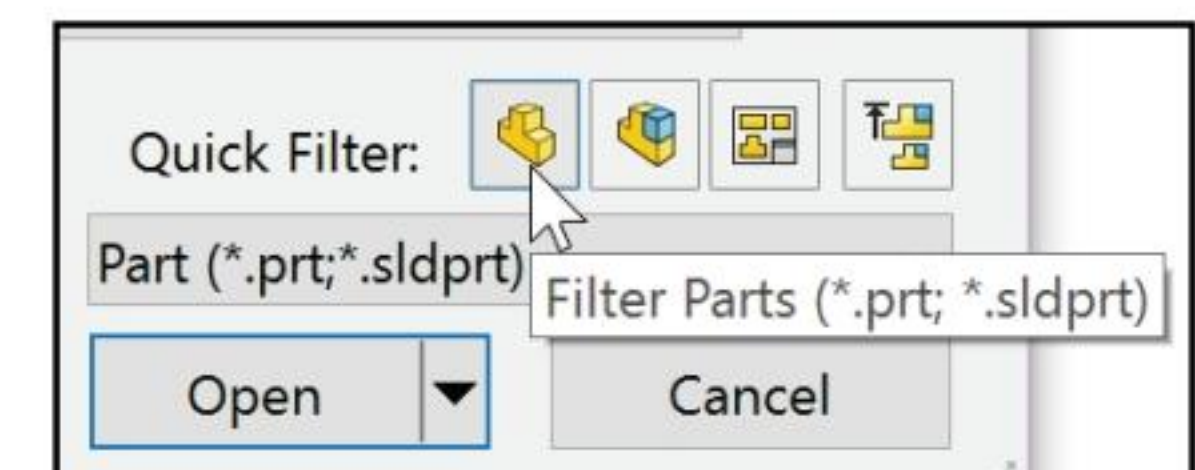 Quick Filter:
Part (*.prt;*.sldprt)
Filter Parts (*.prt; *.sldprt)
Open
Cancel